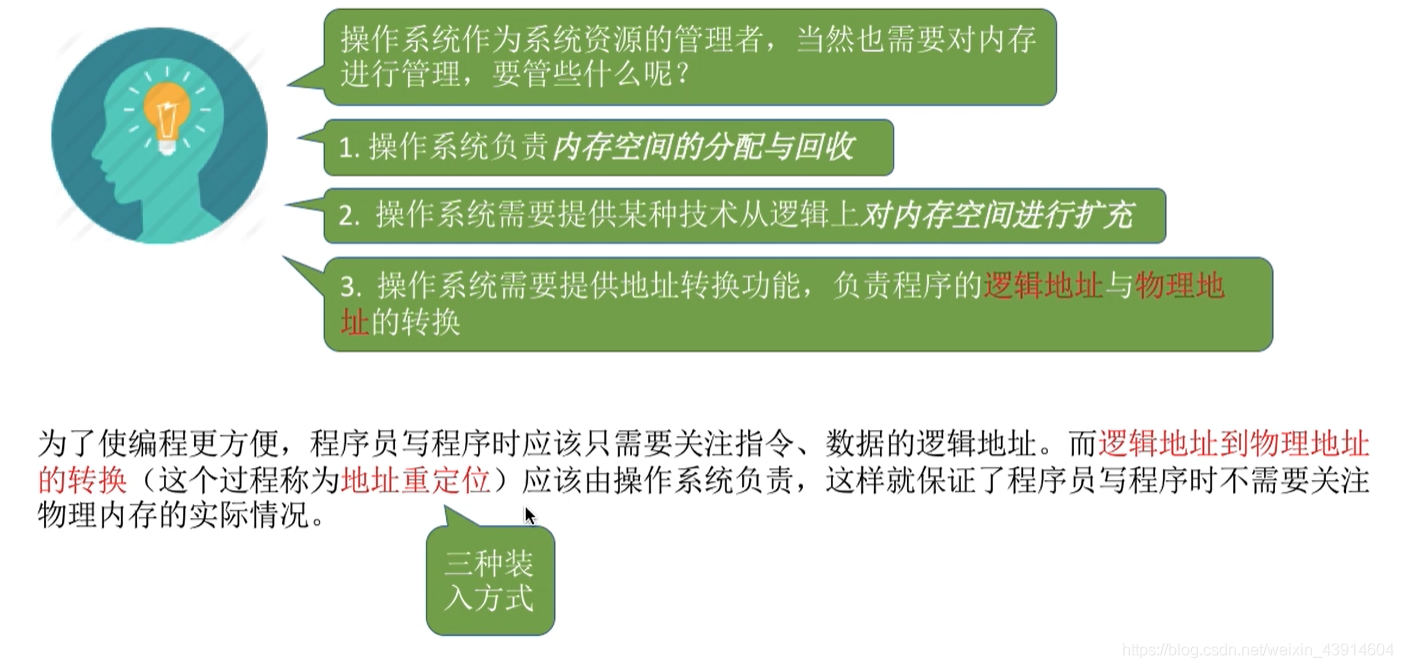 操作系统作为系统资源的管理者，当然也需要对内存
进行管理，要管些什么呢？
1. 操作系统负责内存空间的分配与回收
2. 操作系统需要提供某种技术从逻辑上对内存空间进行扩充
3. 操作系统需要提供地址转换功能，负责程序的逻辑地址与物理地
址的转换
为了使编程更方便，程序员写程序时应该只需要关注指令、数据的逻辑地址。而逻辑地址到物理地址
的转换（这个过程称为地址重定位）应该由操作系统负责，这样就保证了程序员写程序时不需要关注
物理内存的实际情况。
三种装
入方式
https://blog.csdn.net/weixin_43914604